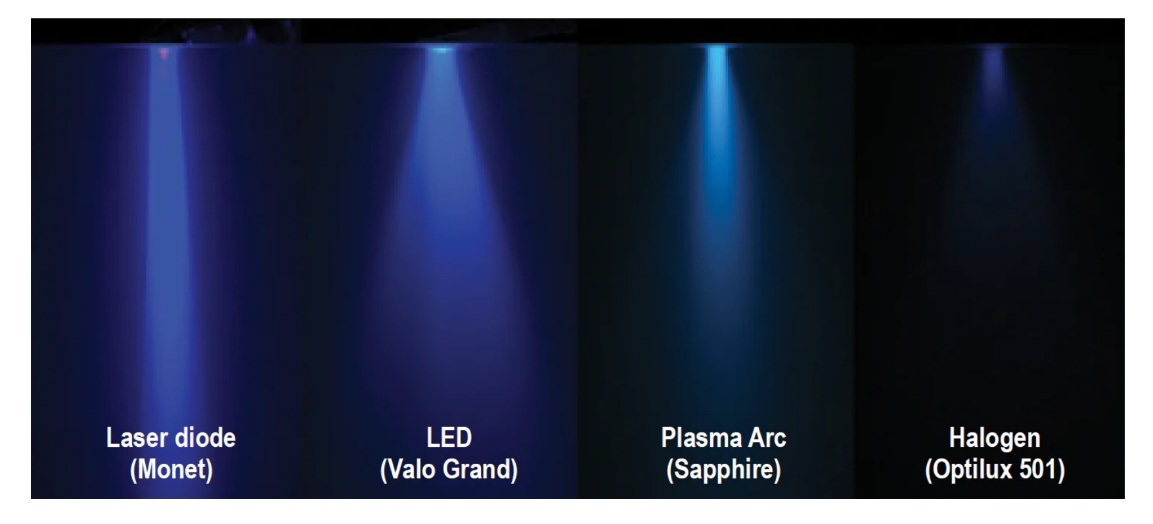 Laser diode
(Monet)
LED
(Valo Grand)
Plasma Arc
(Sapphire)
Halogen
(Optilux 501)